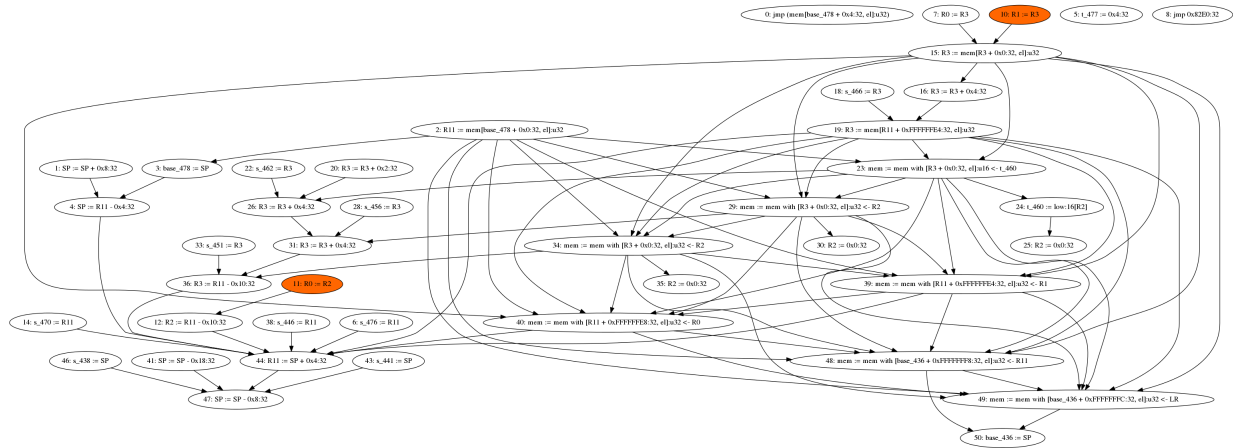 0: jmp (mem[base_478 + 0x4:32, el]:u32)
7: R0 := R3
10: R1 := R3
5: t_477 := 0x4:32
8: jmp 0x82E0:32
15: R3 := mem[R3 + 0x0:32, el]:u32
18: s_466 := R3
16: R3 := R3 + 0x4:32
2: R11 := mem[base_478 + 0x0:32, el]:u32
19: R3 := mem[R11 + 0xFFFFFFE4:32, el]:u32
1: SP := SP + 0x8:32
3: base_478 := SP
22: s_462 := R3
20: R3 := R3 + 0x2:32
23: mem := mem with [R3 + 0x0:32, el]:u16 <- t_460
4: SP := R11 - 0x4:32
26: R3 := R3 + 0x4:32
28: s_456 := R3
29: mem := mem with [R3 + 0x0:32, el]:u32 <- R2
24: t_460 := low:16[R2]
33: s_451 := R3
31: R3 := R3 + 0x4:32
34: mem := mem with [R3 + 0x0:32, el]:u32 <- R2
30: R2 := 0x0:32
25: R2 := 0x0:32
36: R3 := R11 - 0x10:32
11: R0 := R2
35: R2 := 0x0:32
39: mem := mem with [R11 + 0xFFFFFFE4:32, el]:u32 <- R1
14: s_470 := R11
12: R2 := R11 - 0x10:32
38: s_446 := R11
6: s_476 := R11
40: mem := mem with [R11 + 0xFFFFFFE8:32, el]:u32 <- R0
46: s_438 := SP
41: SP := SP - 0x18:32
43: s_441 := SP
44: R11 := SP + 0x4:32
48: mem := mem with [base_436 + 0xFFFFFFF8:32, el]:u32 <- R11
47: SP := SP - 0x8:32
49: mem := mem with [base_436 + 0xFFFFFFFC:32, el]:u32 <- LR
50: base_436 := SP